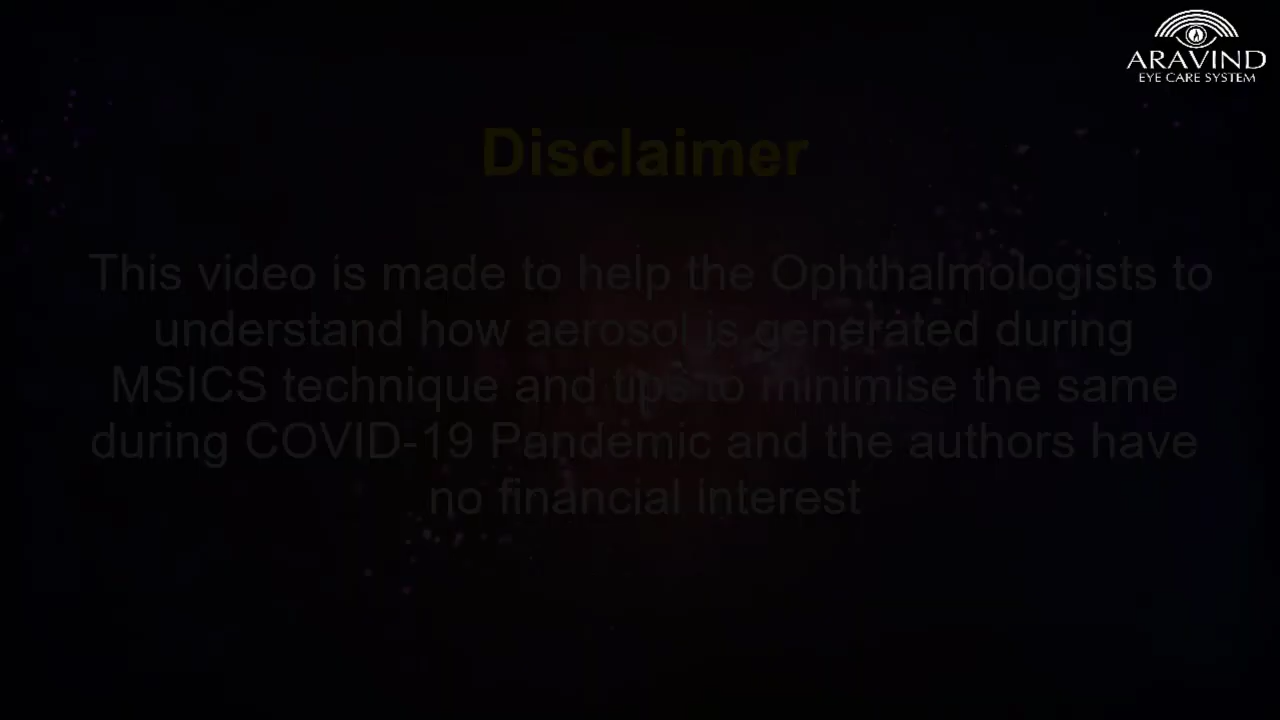 ARAVIND
EYE CARE SYSTEM
Disclaimer
This video is made to help the Ophthalmologists to
understand how aerosol is generated during
MSICS technique and tips to minimise the same
during COVID-19 Pandemic and the authors have
no financial interest